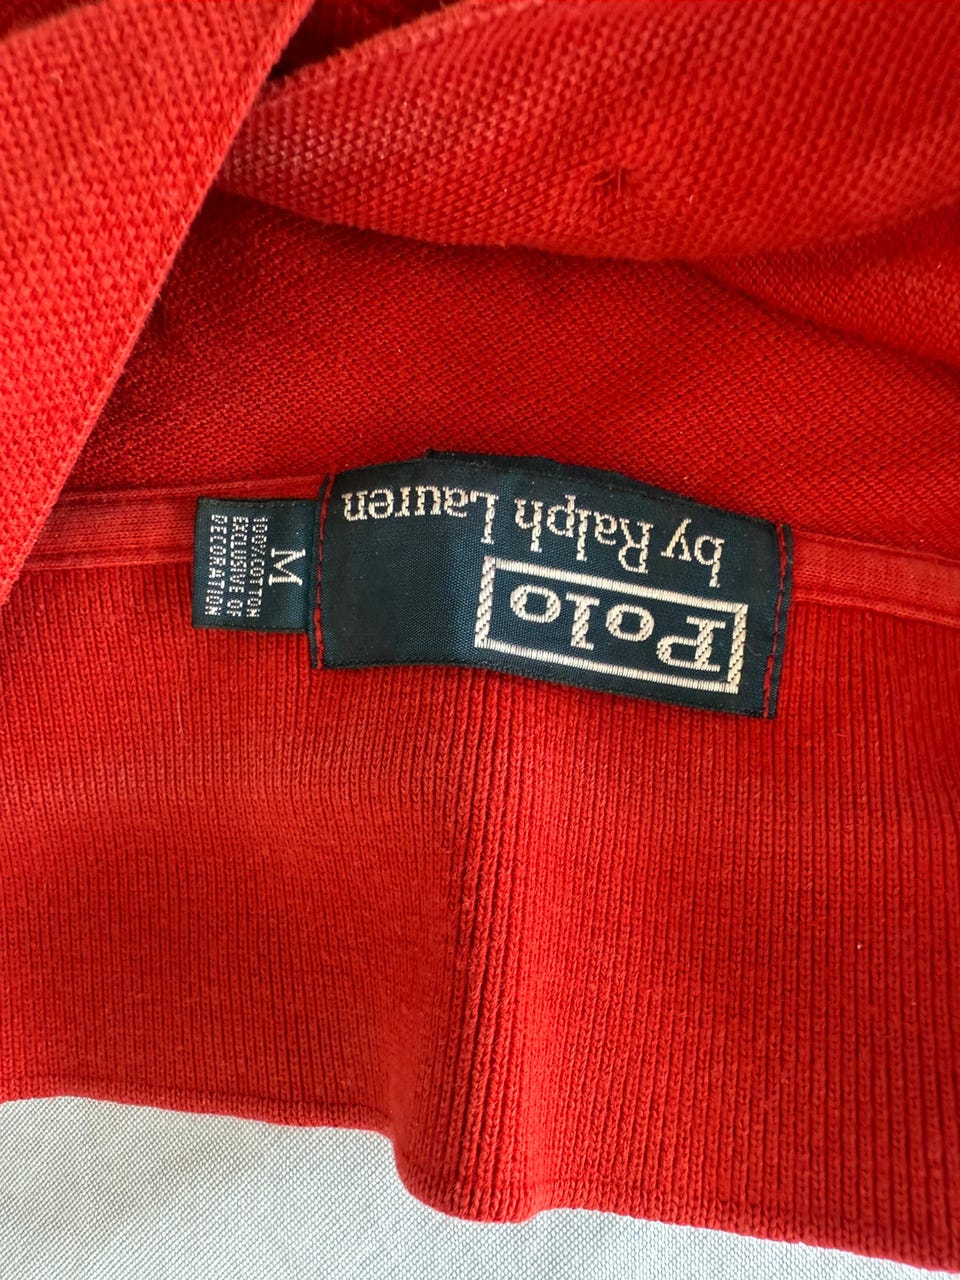 Polo
by Ralph Lauren
M
100% COTTON
EXCLUSIVE OF
DECORATION